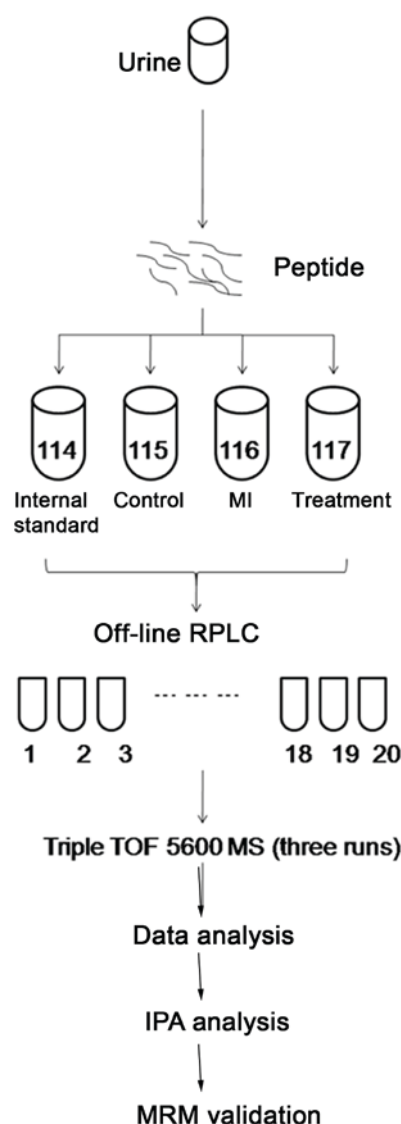 Urine
Peptide
114 115 116 117
Internal standard Control MI Treatment
Off-line RPLC
1 2 3 ... ... 18 19 20
Triple TOF 5600 MS (three runs)
Data analysis
IPA analysis
MRM validation